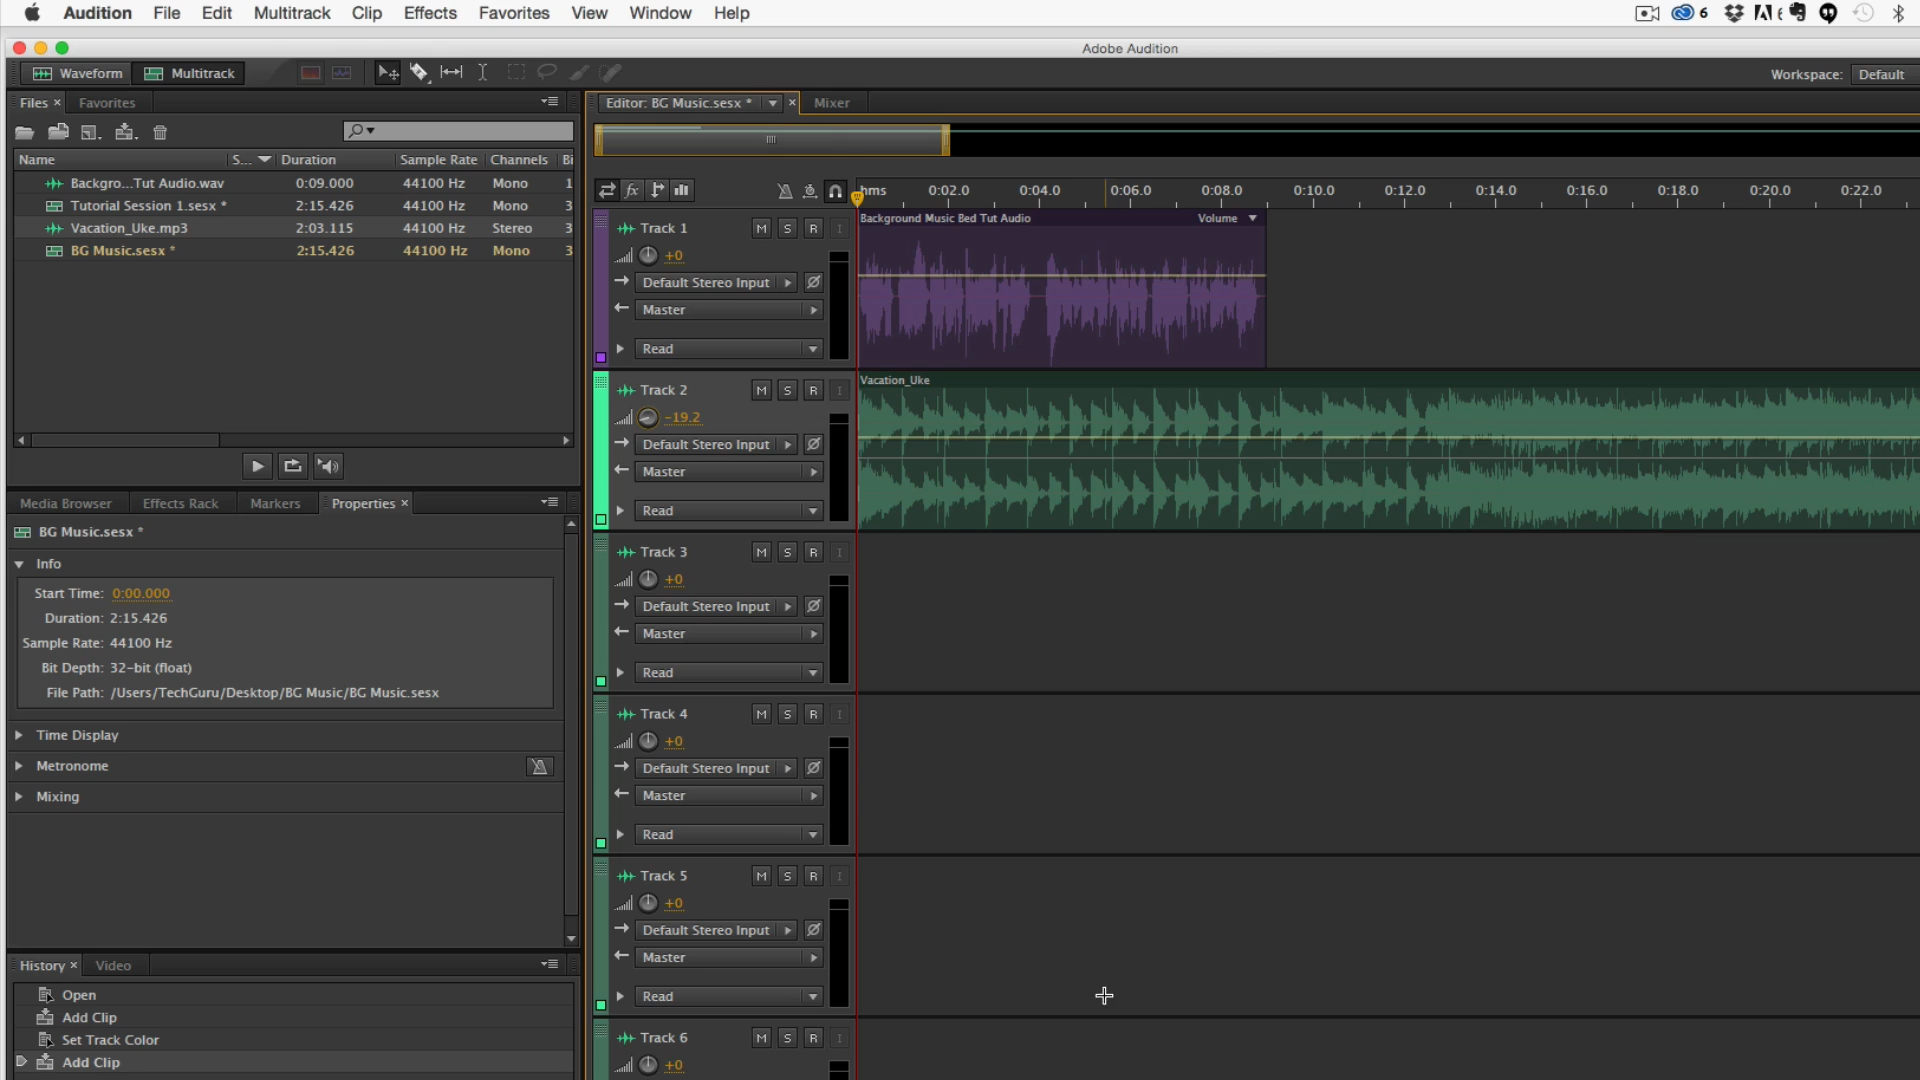 Audition File Edit Multitrack Clip Effects Favorites View Window Help 6
Adobe Audition
Waveform Multitrack Workspace: Default
Files × Favorites
Name S... Duration Sample Rate Channels Bi
Backgro...Tut Audio.wav 0:09.000 44100 Hz Mono 1
Tutorial Session 1.sesx * 2:15.426 44100 Hz Mono 3
Vacation_Uke.mp3 2:03.115 44100 Hz Stereo 3
BG Music.sesx * 2:15.426 44100 Hz Mono 3
Media Browser Effects Rack Markers Properties ×
BG Music.sesx *
Info
Start Time: 0:00.000
Duration: 2:15.426
Sample Rate: 44100 Hz
Bit Depth: 32-bit (float)
File Path: /Users/TechGuru/Desktop/BG Music/BG Music.sesx
Time Display
Metronome
Mixing
History × Video
Open
Add Clip
Set Track Color
Add Clip
Editor: BG Music.sesx * × Mixer
fx hms 0:02.0 0:04.0 0:06.0 0:08.0 0:10.0 0:12.0 0:14.0 0:16.0 0:18.0 0:20.0 0:22.0
Track 1 M S R I
+0
Default Stereo Input
Master
Read
Background Music Bed Tut Audio Volume
Track 2 M S R I
-19.2
Default Stereo Input
Master
Read
Vacation_Uke
Track 3 M S R I
+0
Default Stereo Input
Master
Read
Track 4 M S R I
+0
Default Stereo Input
Master
Read
Track 5 M S R I
+0
Default Stereo Input
Master
Read
Track 6 M S R I
+0